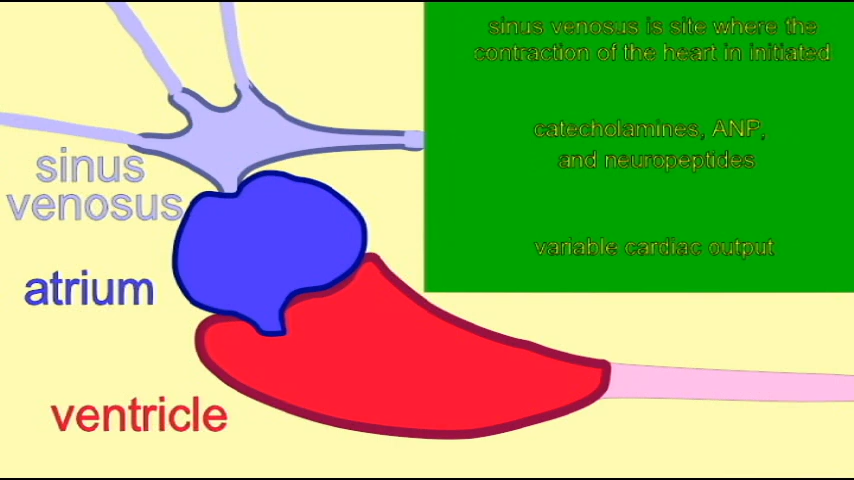 sinus venosus is site where the
contraction of the heart in initiated
catecholamines, ANP,
and neuropeptides
variable cardiac output
sinus
venosus
atrium
ventricle